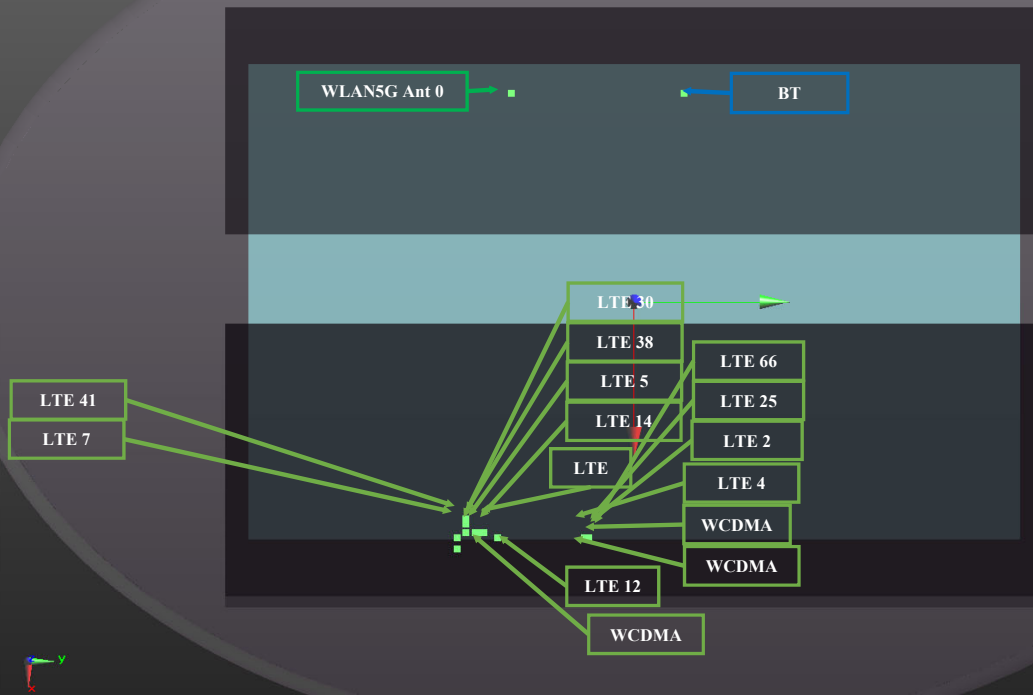 WLAN5G Ant 0
BT
LTE 30
LTE 38
LTE 66
LTE 5
LTE 41
LTE 25
LTE 14
LTE 7
LTE 2
LTE
LTE 4
WCDMA
WCDMA
LTE 12
WCDMA
y
x